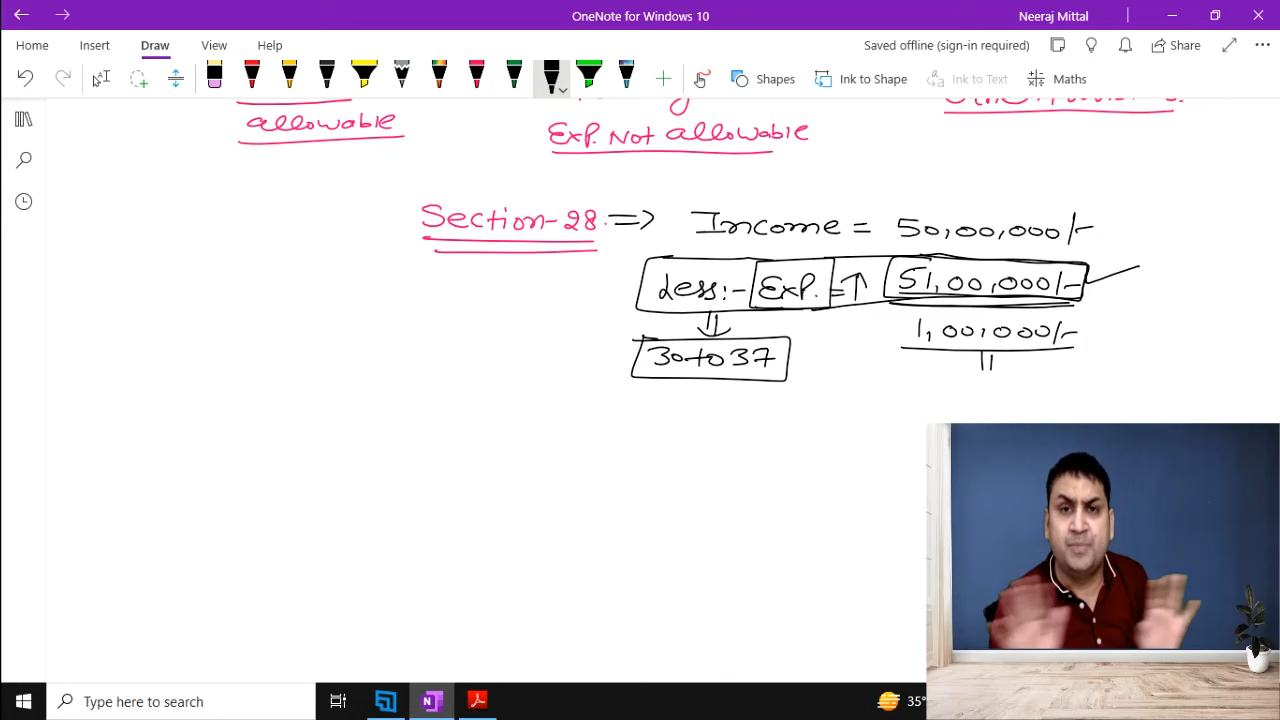 OneNote for Windows 10
Neeraj Mittal
Home Insert Draw View Help
Saved offline (sign-in required)
Share
Shapes
Ink to Shape
Ink to Text
Maths
allowable
Exp. Not allowable
Section-28 => Income = 50,00,000/-
Less:- Exp. = ↑ 51,00,000/-
1,00,000/-
30 to 37
Type here to search
35°